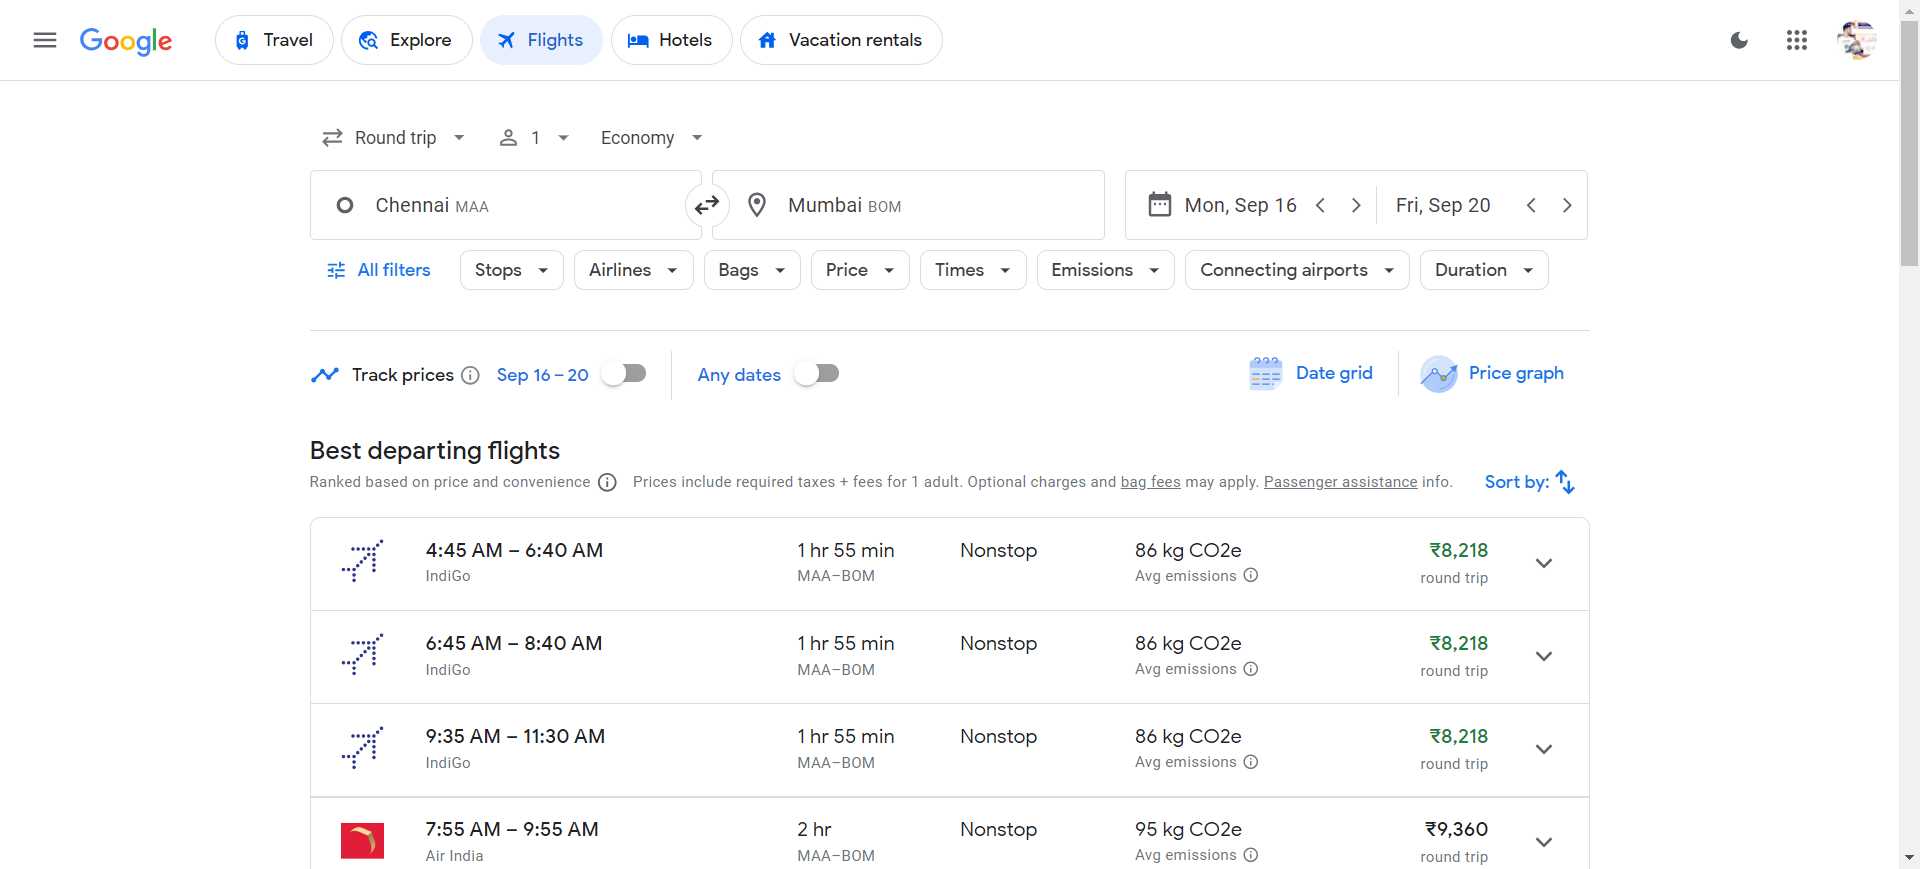 Google Travel Explore Flights Hotels Vacation rentals
Round trip 1 Economy
Chennai MAA Mumbai BOM Mon, Sep 16 Fri, Sep 20
All filters Stops Airlines Bags Price Times Emissions Connecting airports Duration
Track prices Sep 16 – 20 Any dates Date grid Price graph
Best departing flights
Ranked based on price and convenience Prices include required taxes + fees for 1 adult. Optional charges and bag fees may apply. Passenger assistance info. Sort by:
4:45 AM – 6:40 AM 1 hr 55 min Nonstop 86 kg CO2e ₹8,218
IndiGo MAA–BOM Avg emissions round trip
6:45 AM – 8:40 AM 1 hr 55 min Nonstop 86 kg CO2e ₹8,218
IndiGo MAA–BOM Avg emissions round trip
9:35 AM – 11:30 AM 1 hr 55 min Nonstop 86 kg CO2e ₹8,218
IndiGo MAA–BOM Avg emissions round trip
7:55 AM – 9:55 AM 2 hr Nonstop 95 kg CO2e ₹9,360
Air India MAA–BOM Avg emissions round trip